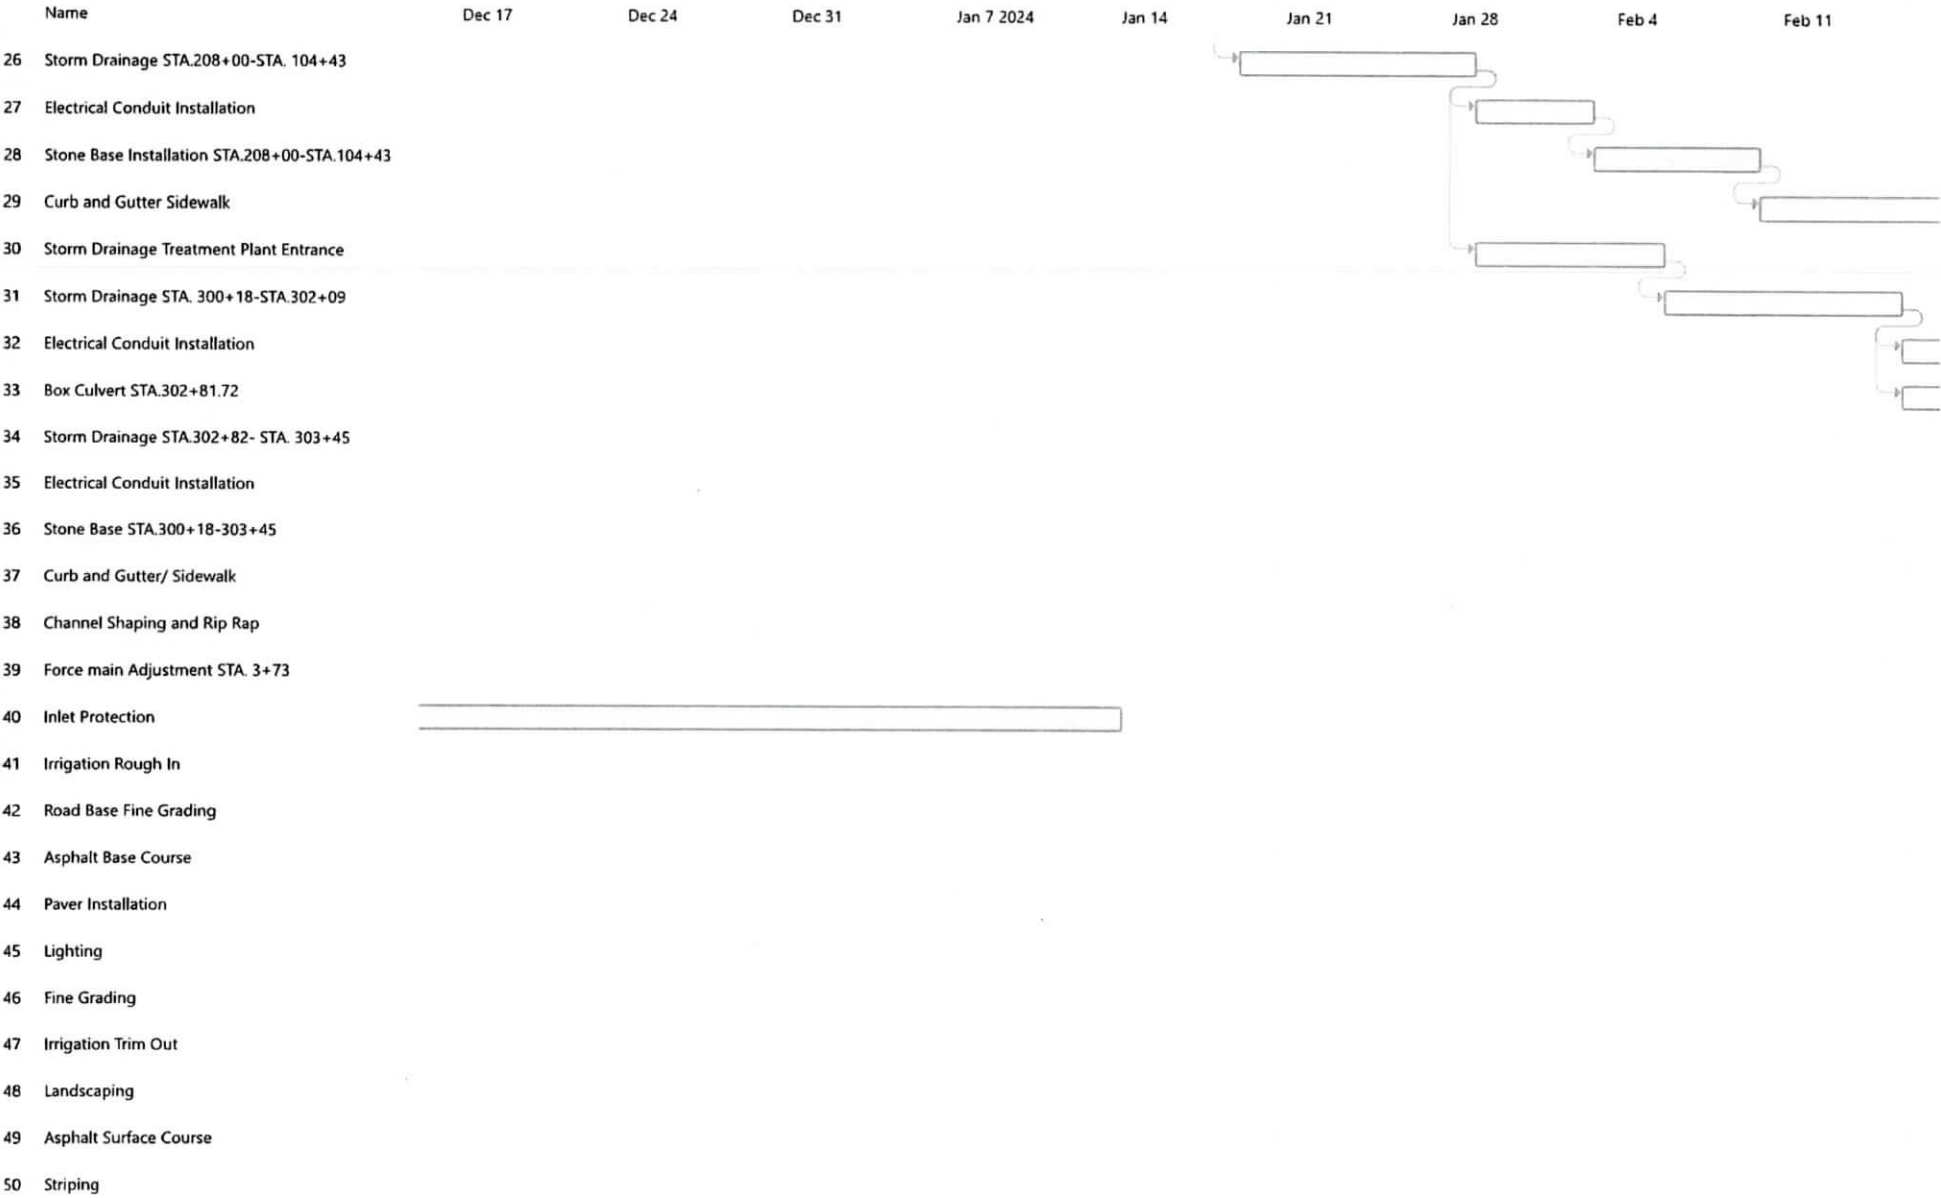 Name Dec 17 Dec 24 Dec 31 Jan 7 2024 Jan 14 Jan 21 Jan 28 Feb 4 Feb 11
26 Storm Drainage STA.208+00-STA. 104+43
27 Electrical Conduit Installation
28 Stone Base Installation STA.208+00-STA.104+43
29 Curb and Gutter Sidewalk
30 Storm Drainage Treatment Plant Entrance
31 Storm Drainage STA. 300+18-STA.302+09
32 Electrical Conduit Installation
33 Box Culvert STA.302+81.72
34 Storm Drainage STA.302+82- STA. 303+45
35 Electrical Conduit Installation
36 Stone Base STA.300+18-303+45
37 Curb and Gutter/ Sidewalk
38 Channel Shaping and Rip Rap
39 Force main Adjustment STA. 3+73
40 Inlet Protection
41 Irrigation Rough In
42 Road Base Fine Grading
43 Asphalt Base Course
44 Paver Installation
45 Lighting
46 Fine Grading
47 Irrigation Trim Out
48 Landscaping
49 Asphalt Surface Course
50 Striping